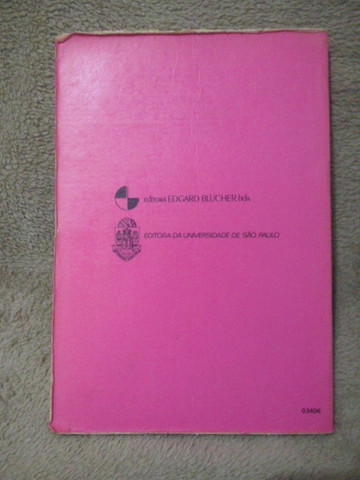 editora EDGARD BLÜCHER ltda.
EDITORA DA UNIVERSIDADE DE SÃO PAULO
03406